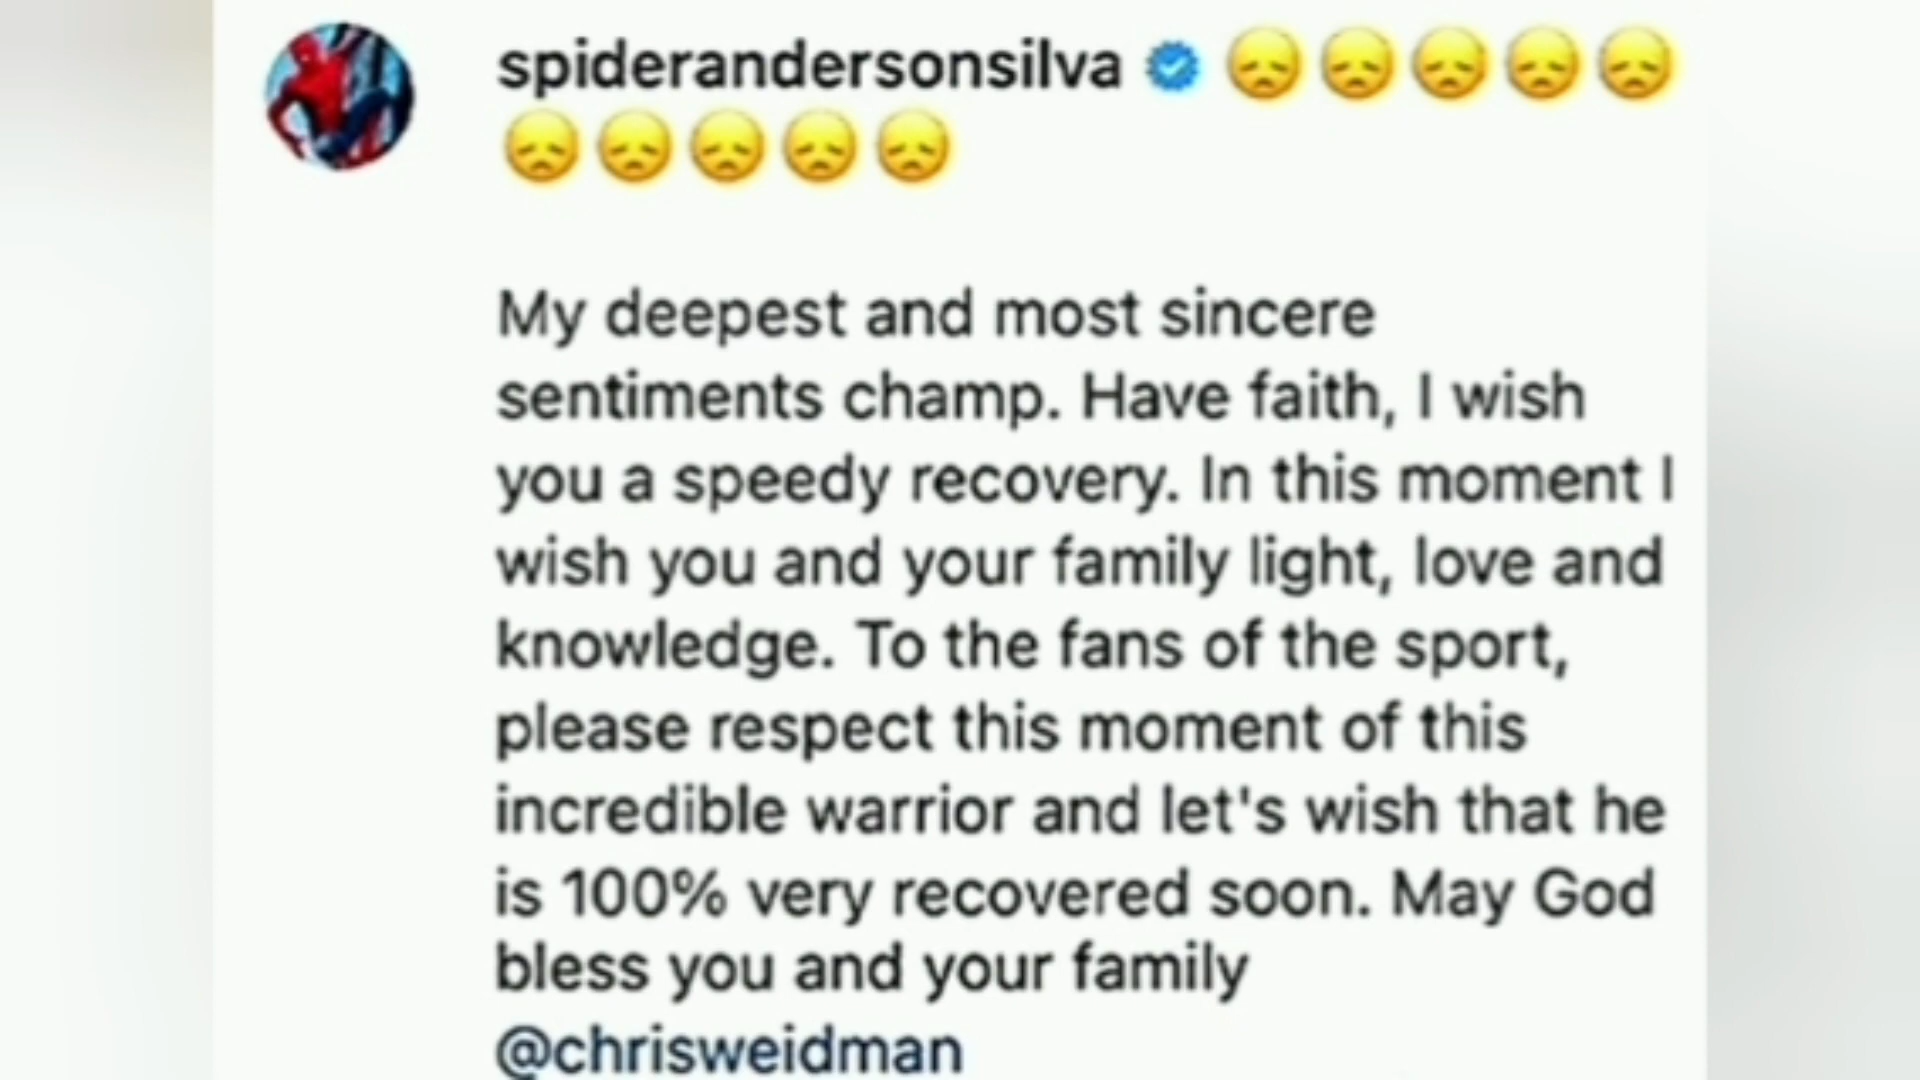 spiderandersonsilva 😞😞😞😞😞
😞😞😞😞😞
My deepest and most sincere
sentiments champ. Have faith, I wish
you a speedy recovery. In this moment I
wish you and your family light, love and
knowledge. To the fans of the sport,
please respect this moment of this
incredible warrior and let's wish that he
is 100% very recovered soon. May God
bless you and your family
@chrisweidman